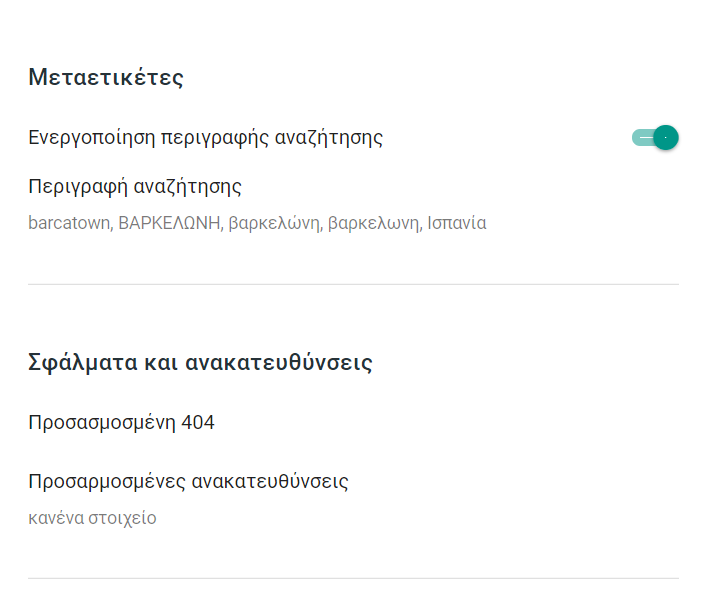 Μεταετικέτες
Ενεργοποίηση περιγραφής αναζήτησης
Περιγραφή αναζήτησης
barcatown, ΒΑΡΚΕΛΩΝΗ, βαρκελώνη, βαρκελωνη, Ισπανία
Σφάλματα και ανακατευθύνσεις
Προσασμοσμένη 404
Προσαρμοσμένες ανακατευθύνσεις
κανένα στοιχείο